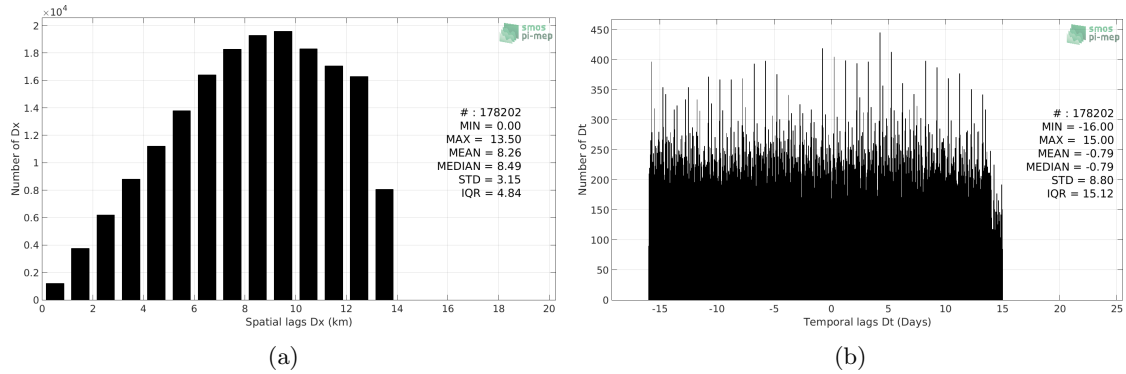 ×10⁴
2
1.8
1.6
1.4
1.2
1
0.8
0.6
0.4
0.2
0
Number of Dx
0 2 4 6 8 10 12 14 16 18 20
Spatial lags Dx (km)
smos
pi-mep
# : 178202
MIN = 0.00
MAX = 13.50
MEAN = 8.26
MEDIAN = 8.49
STD = 3.15
IQR = 4.84
(a)
450
400
350
300
250
200
150
100
50
0
Number of Dt
-15 -10 -5 0 5 10 15 20 25
Temporal lags Dt (Days)
smos
pi-mep
# : 178202
MIN = -16.00
MAX = 15.00
MEAN = -0.79
MEDIAN = -0.79
STD = 8.80
IQR = 15.12
(b)